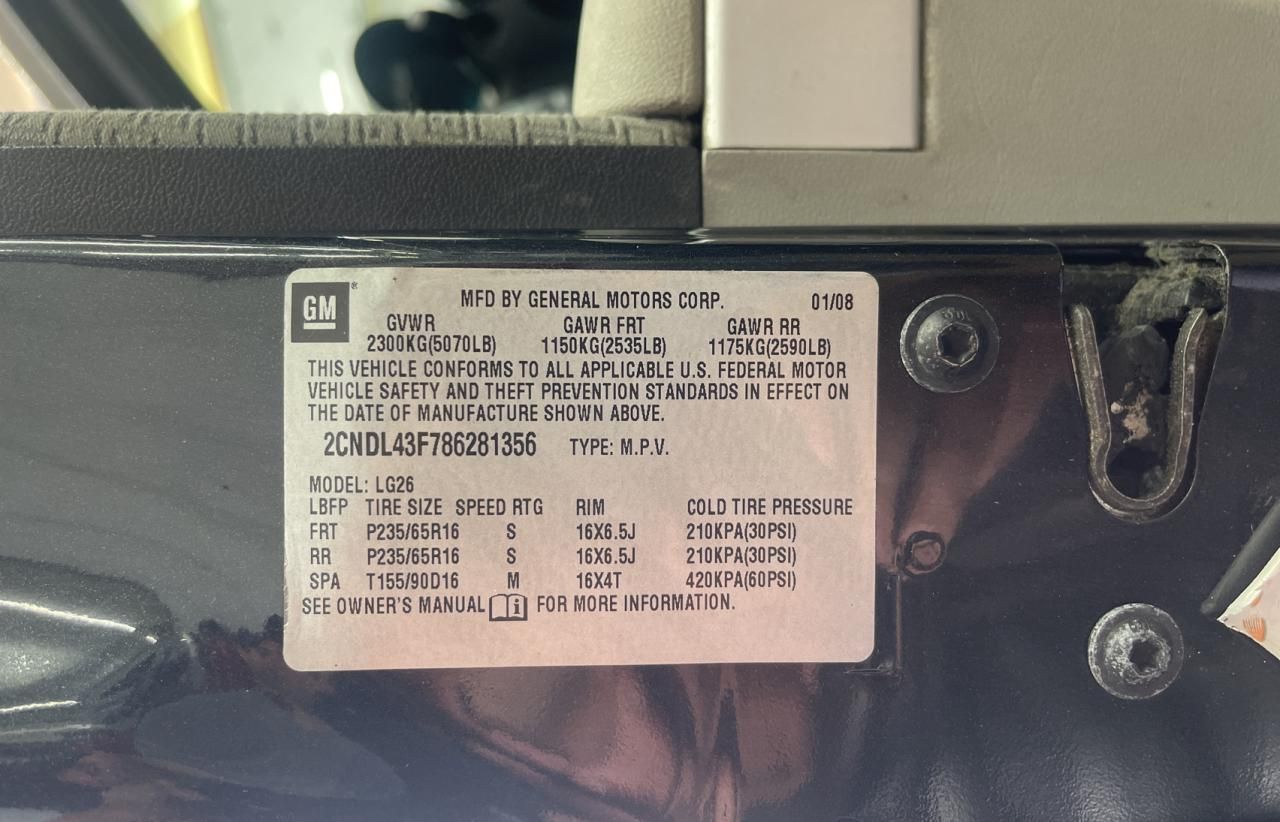 GM ® MFD BY GENERAL MOTORS CORP. 01/08
GVWR GAWR FRT GAWR RR
2300KG(5070LB) 1150KG(2535LB) 1175KG(2590LB)
THIS VEHICLE CONFORMS TO ALL APPLICABLE U.S. FEDERAL MOTOR
VEHICLE SAFETY AND THEFT PREVENTION STANDARDS IN EFFECT ON
THE DATE OF MANUFACTURE SHOWN ABOVE.
2CNDL43F786281356 TYPE: M.P.V.
MODEL: LG26
LBFP TIRE SIZE SPEED RTG RIM COLD TIRE PRESSURE
FRT P235/65R16 S 16X6.5J 210KPA(30PSI)
RR P235/65R16 S 16X6.5J 210KPA(30PSI)
SPA T155/90D16 M 16X4T 420KPA(60PSI)
SEE OWNER'S MANUAL i FOR MORE INFORMATION.